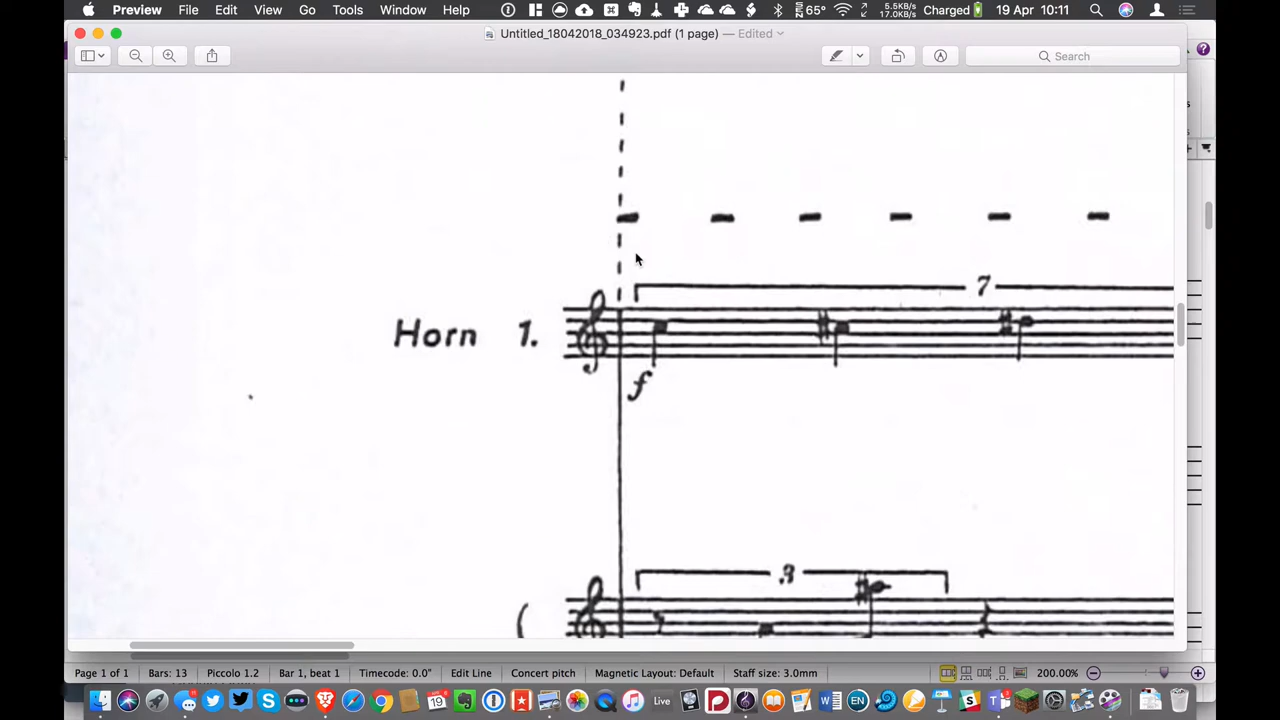 Preview File Edit View Go Tools Window Help 65° 5.5KB/s 17.0KB/s Charged 19 Apr 10:11
Untitled_18042018_034923.pdf (1 page) — Edited
Search
7
Horn 1.
f
3
Page 1 of 1 Bars: 13 Piccolo 1.2 Bar 1, beat 1 Timecode: 0.0" Edit Line Concert pitch Magnetic Layout: Default Staff size: 3.0mm 200.00%
19 Live W EN S